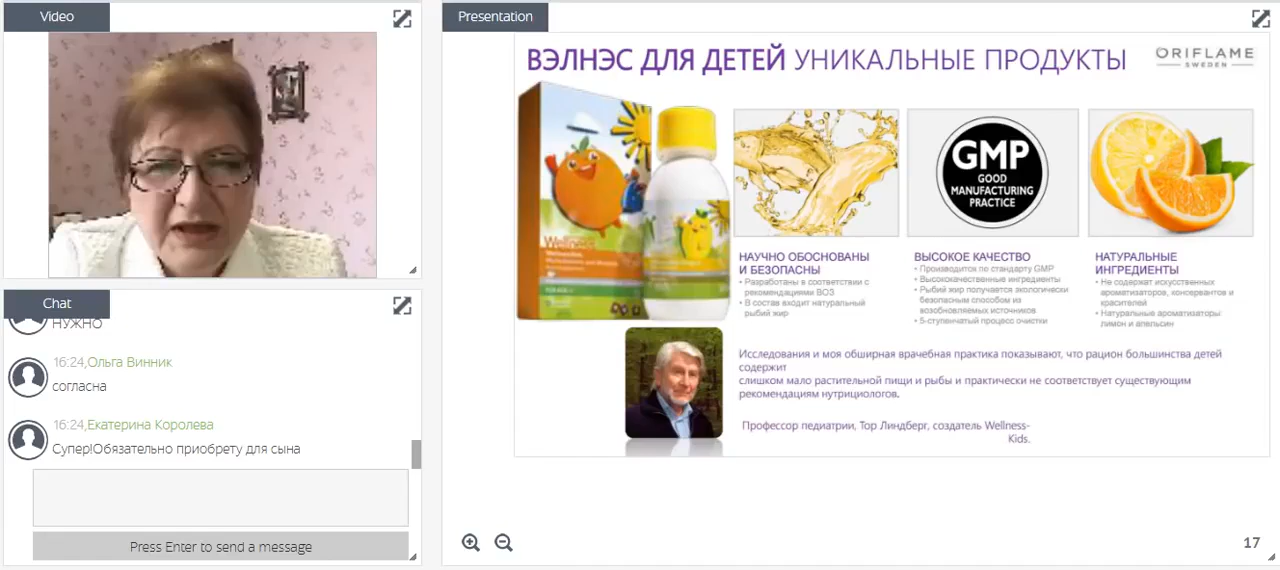 Video
Chat
НУЖНО
16:24,Ольга Винник
согласна
16:24,Екатерина Королева
Супер!Обязательно приобрету для сына
Press Enter to send a message
Presentation
ВЭЛНЭС ДЛЯ ДЕТЕЙ УНИКАЛЬНЫЕ ПРОДУКТЫ
ORIFLAME
SWEDEN
Wellness
GMP
GOOD
MANUFACTURING
PRACTICE
НАУЧНО ОБОСНОВАНЫ
И БЕЗОПАСНЫ
• Разработаны в соответствии с
рекомендациями ВОЗ
• В состав входит натуральный
рыбий жир
ВЫСОКОЕ КАЧЕСТВО
• Производится по стандарту GMP
• Высококачественные ингредиенты
• Рыбий жир получается экологически
безопасным способом из
возобновляемых источников
• 5-ступенчатый процесс очистки
НАТУРАЛЬНЫЕ
ИНГРЕДИЕНТЫ
• Не содержат искусственных
ароматизаторов, консервантов и
красителей
• Натуральные ароматизаторы
лимон и апельсин
Исследования и моя обширная врачебная практика показывают, что рацион большинства детей
содержит
слишком мало растительной пищи и рыбы и практически не соответствует существующим
рекомендациям нутрициологов.
Профессор педиатрии, Тор Линдберг, создатель Wellness-
Kids.
17